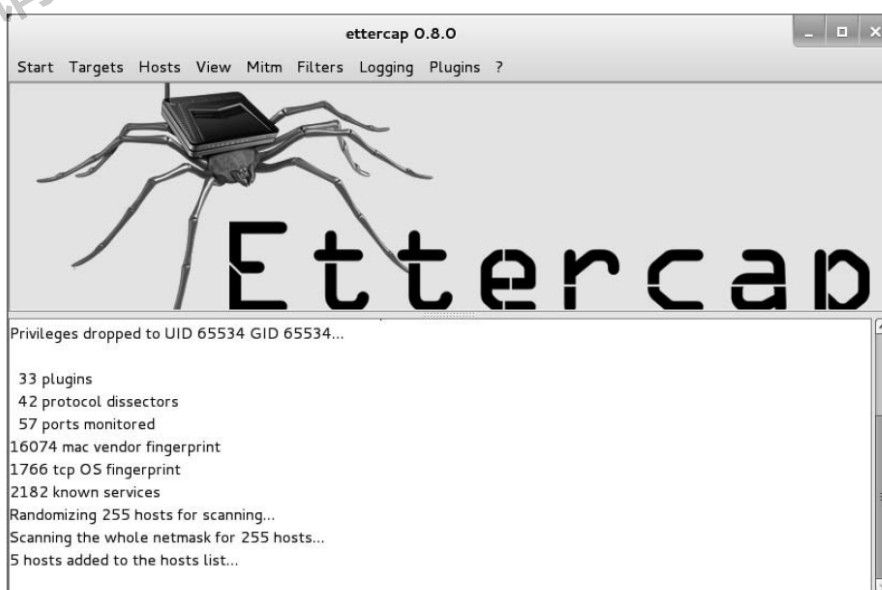 ettercap 0.8.0
Start Targets Hosts View Mitm Filters Logging Plugins ?
Ettercap
Privileges dropped to UID 65534 GID 65534...
33 plugins
42 protocol dissectors
57 ports monitored
16074 mac vendor fingerprint
1766 tcp OS fingerprint
2182 known services
Randomizing 255 hosts for scanning...
Scanning the whole netmask for 255 hosts...
5 hosts added to the hosts list...